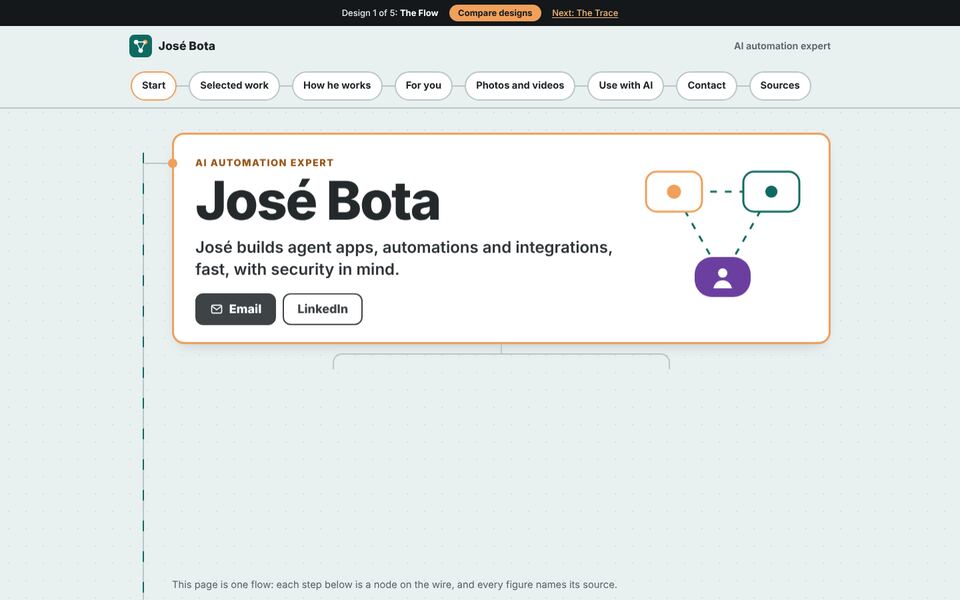 Design 1 of 5: The Flow
Compare designs
Next: The Trace
José Bota
AI automation expert
Start
Selected work
How he works
For you
Photos and videos
Use with AI
Contact
Sources
AI AUTOMATION EXPERT
José Bota
José builds agent apps, automations and integrations,
fast, with security in mind.
Email
LinkedIn
This page is one flow: each step below is a node on the wire, and every figure names its source.